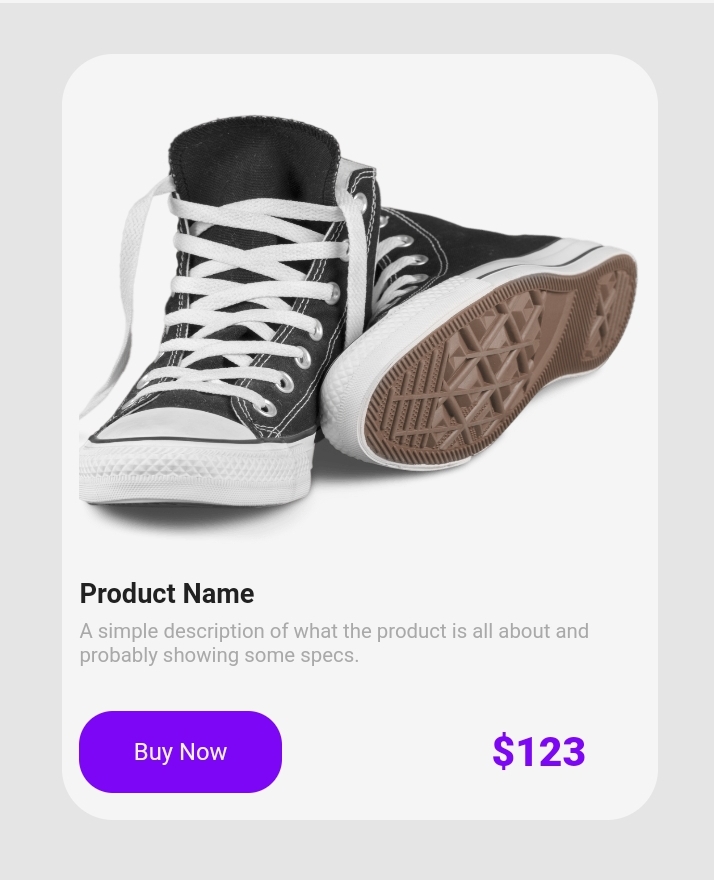 Product Name
A simple description of what the product is all about and
probably showing some specs.
Buy Now
$123